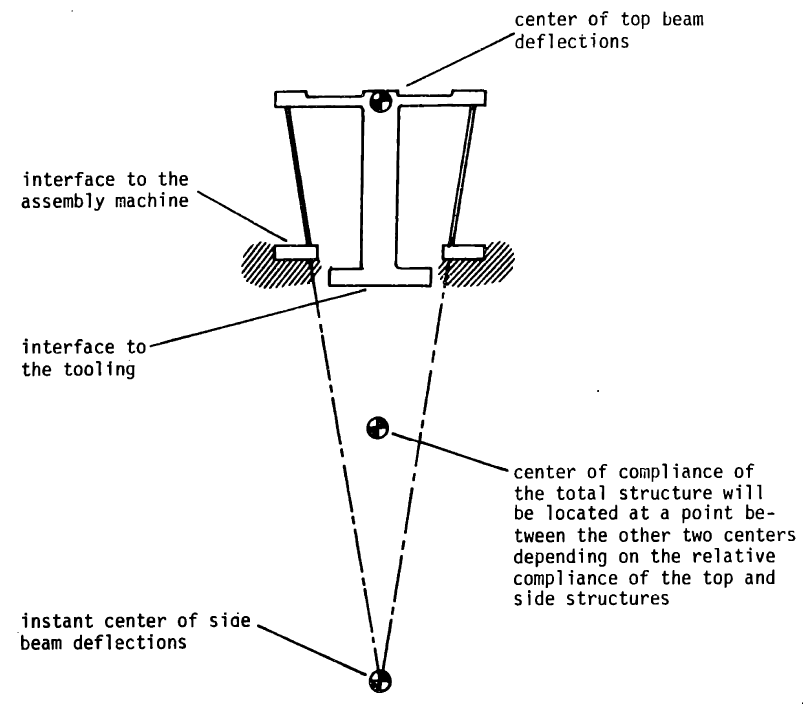 center of top beam
deflections
interface to the
assembly machine
interface to
the tooling
center of compliance of
the total structure will
be located at a point be-
tween the other two centers
depending on the relative
compliance of the top and
side structures
instant center of side
beam deflections